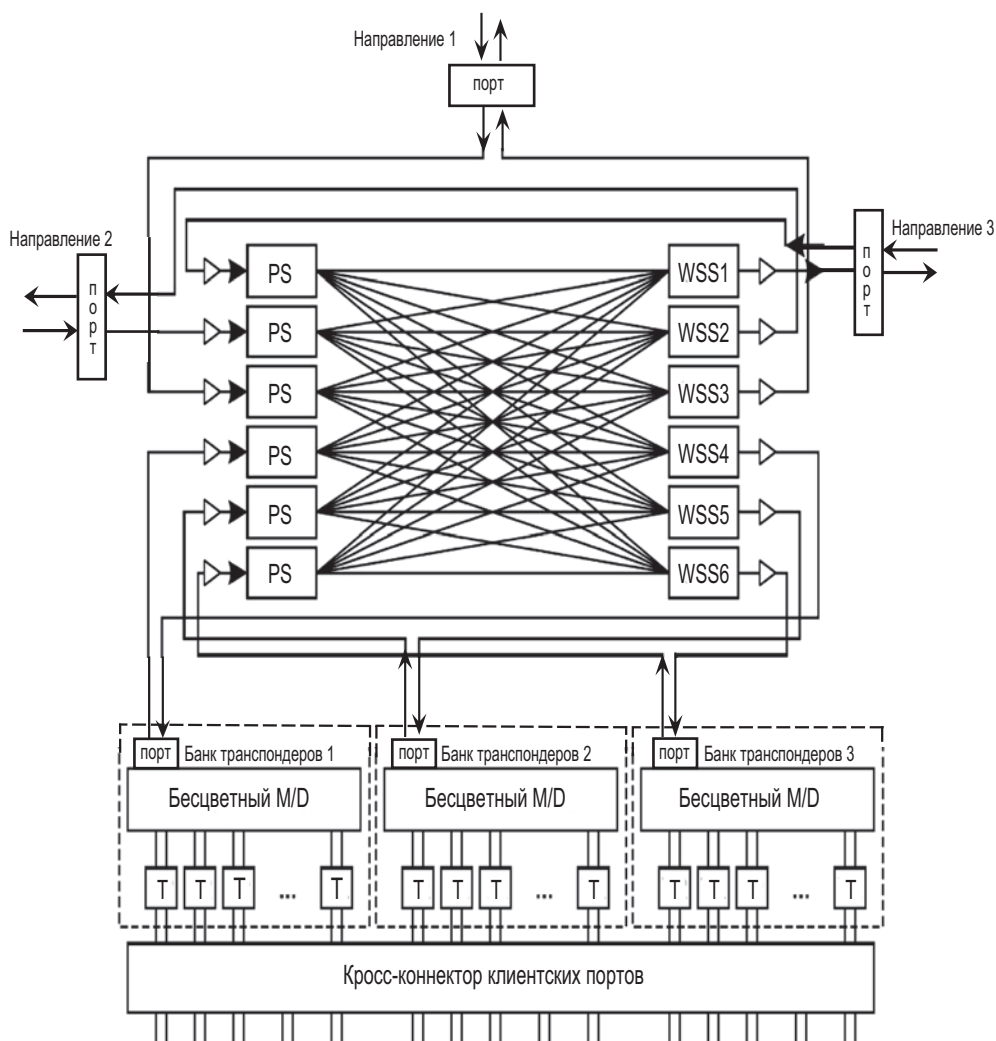 Направление 1
порт
Направление 2
порт
Направление 3
порт
PS
WSS1
PS
WSS2
PS
WSS3
PS
WSS4
PS
WSS5
PS
WSS6
порт
Банк транспондеров 1
порт
Банк транспондеров 2
порт
Банк транспондеров 3
Бесцветный M/D
Бесцветный M/D
Бесцветный M/D
T T T ... T
T T T ... T
T T T ... T
Кросс-коннектор клиентских портов